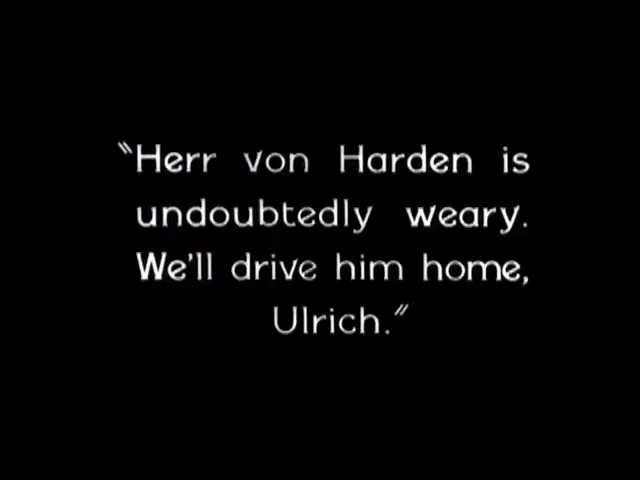 "Herr von Harden is
undoubtedly weary.
We'll drive him home,
Ulrich."